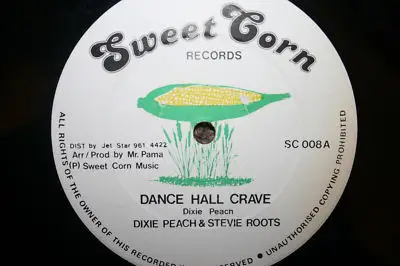 Sweet Corn
RECORDS
DIST by Jet Star 961 4422
Arr/Prod by Mr. Pama
(P) Sweet Corn Music
SC 008A
DANCE HALL CRAVE
Dixie Peach
DIXIE PEACH & STEVIE ROOTS
ALL RIGHTS OF THE OWNER OF THIS RECORDED
RESERVED • UNAUTHORISED COPYING PROHIBITED